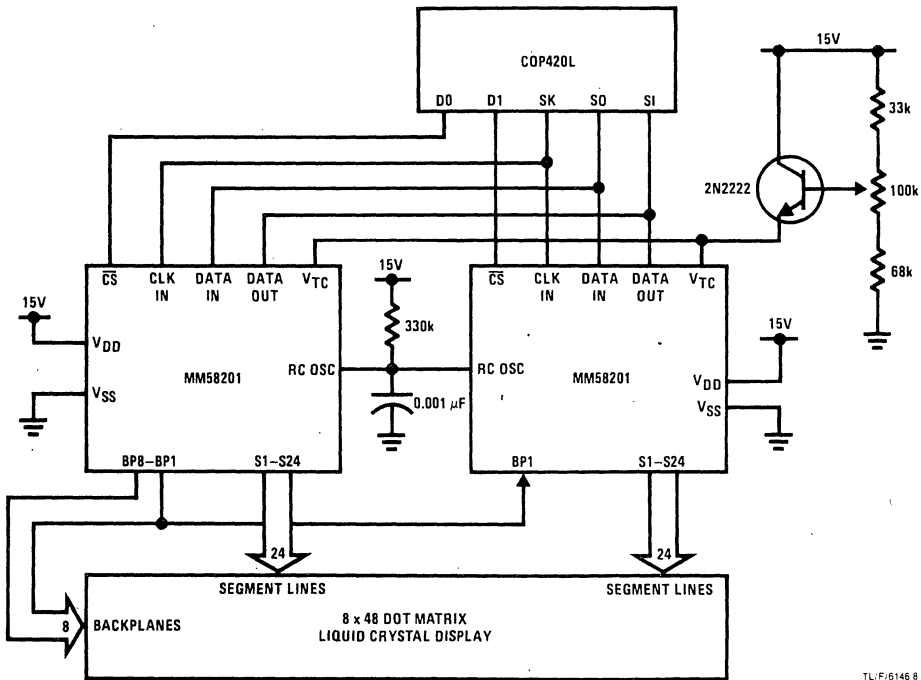 COP420L
D0 D1 SK SO SI
15V
33k
2N2222
100k
68k
CS CLK IN DATA IN DATA OUT VTC
15V
VDD
VSS
MM58201
RC OSC
BP8–BP1 S1–S24
15V
330k
0.001 μF
CS CLK IN DATA IN DATA OUT VTC
RC OSC
MM58201
15V
VDD
VSS
BP1 S1–S24
24
24
SEGMENT LINES SEGMENT LINES
8 BACKPLANES
8 x 48 DOT MATRIX
LIQUID CRYSTAL DISPLAY
TL/F/6146 8